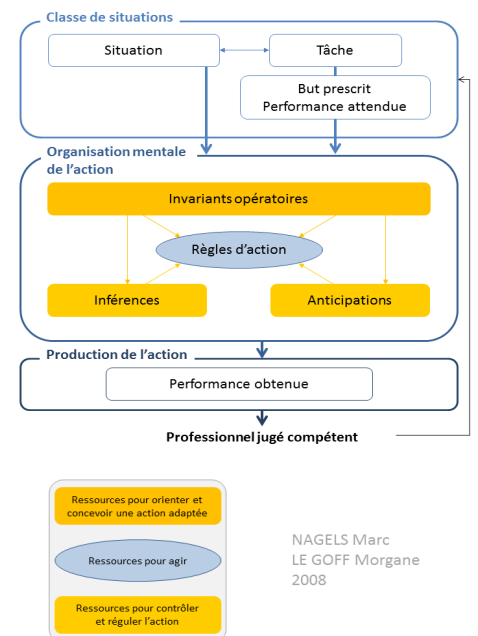 Classe de situations
Situation
Tâche
But prescrit
Performance attendue
Organisation mentale
de l'action
Invariants opératoires
Règles d'action
Inférences
Anticipations
Production de l'action
Performance obtenue
Professionnel jugé compétent
Ressources pour orienter et
concevoir une action adaptée
Ressources pour agir
Ressources pour contrôler
et réguler l'action
NAGELS Marc
LE GOFF Morgane
2008